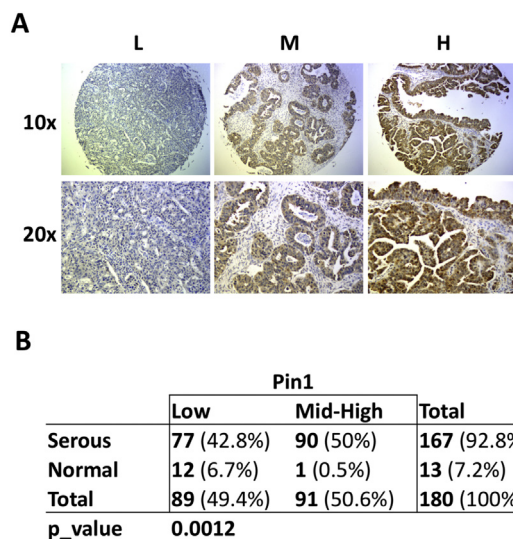 A
L M H
10x
20x
B
Pin1
Low Mid-High Total
Serous 77 (42.8%) 90 (50%) 167 (92.8%
Normal 12 (6.7%) 1 (0.5%) 13 (7.2%)
Total 89 (49.4%) 91 (50.6%) 180 (100%
p_value 0.0012